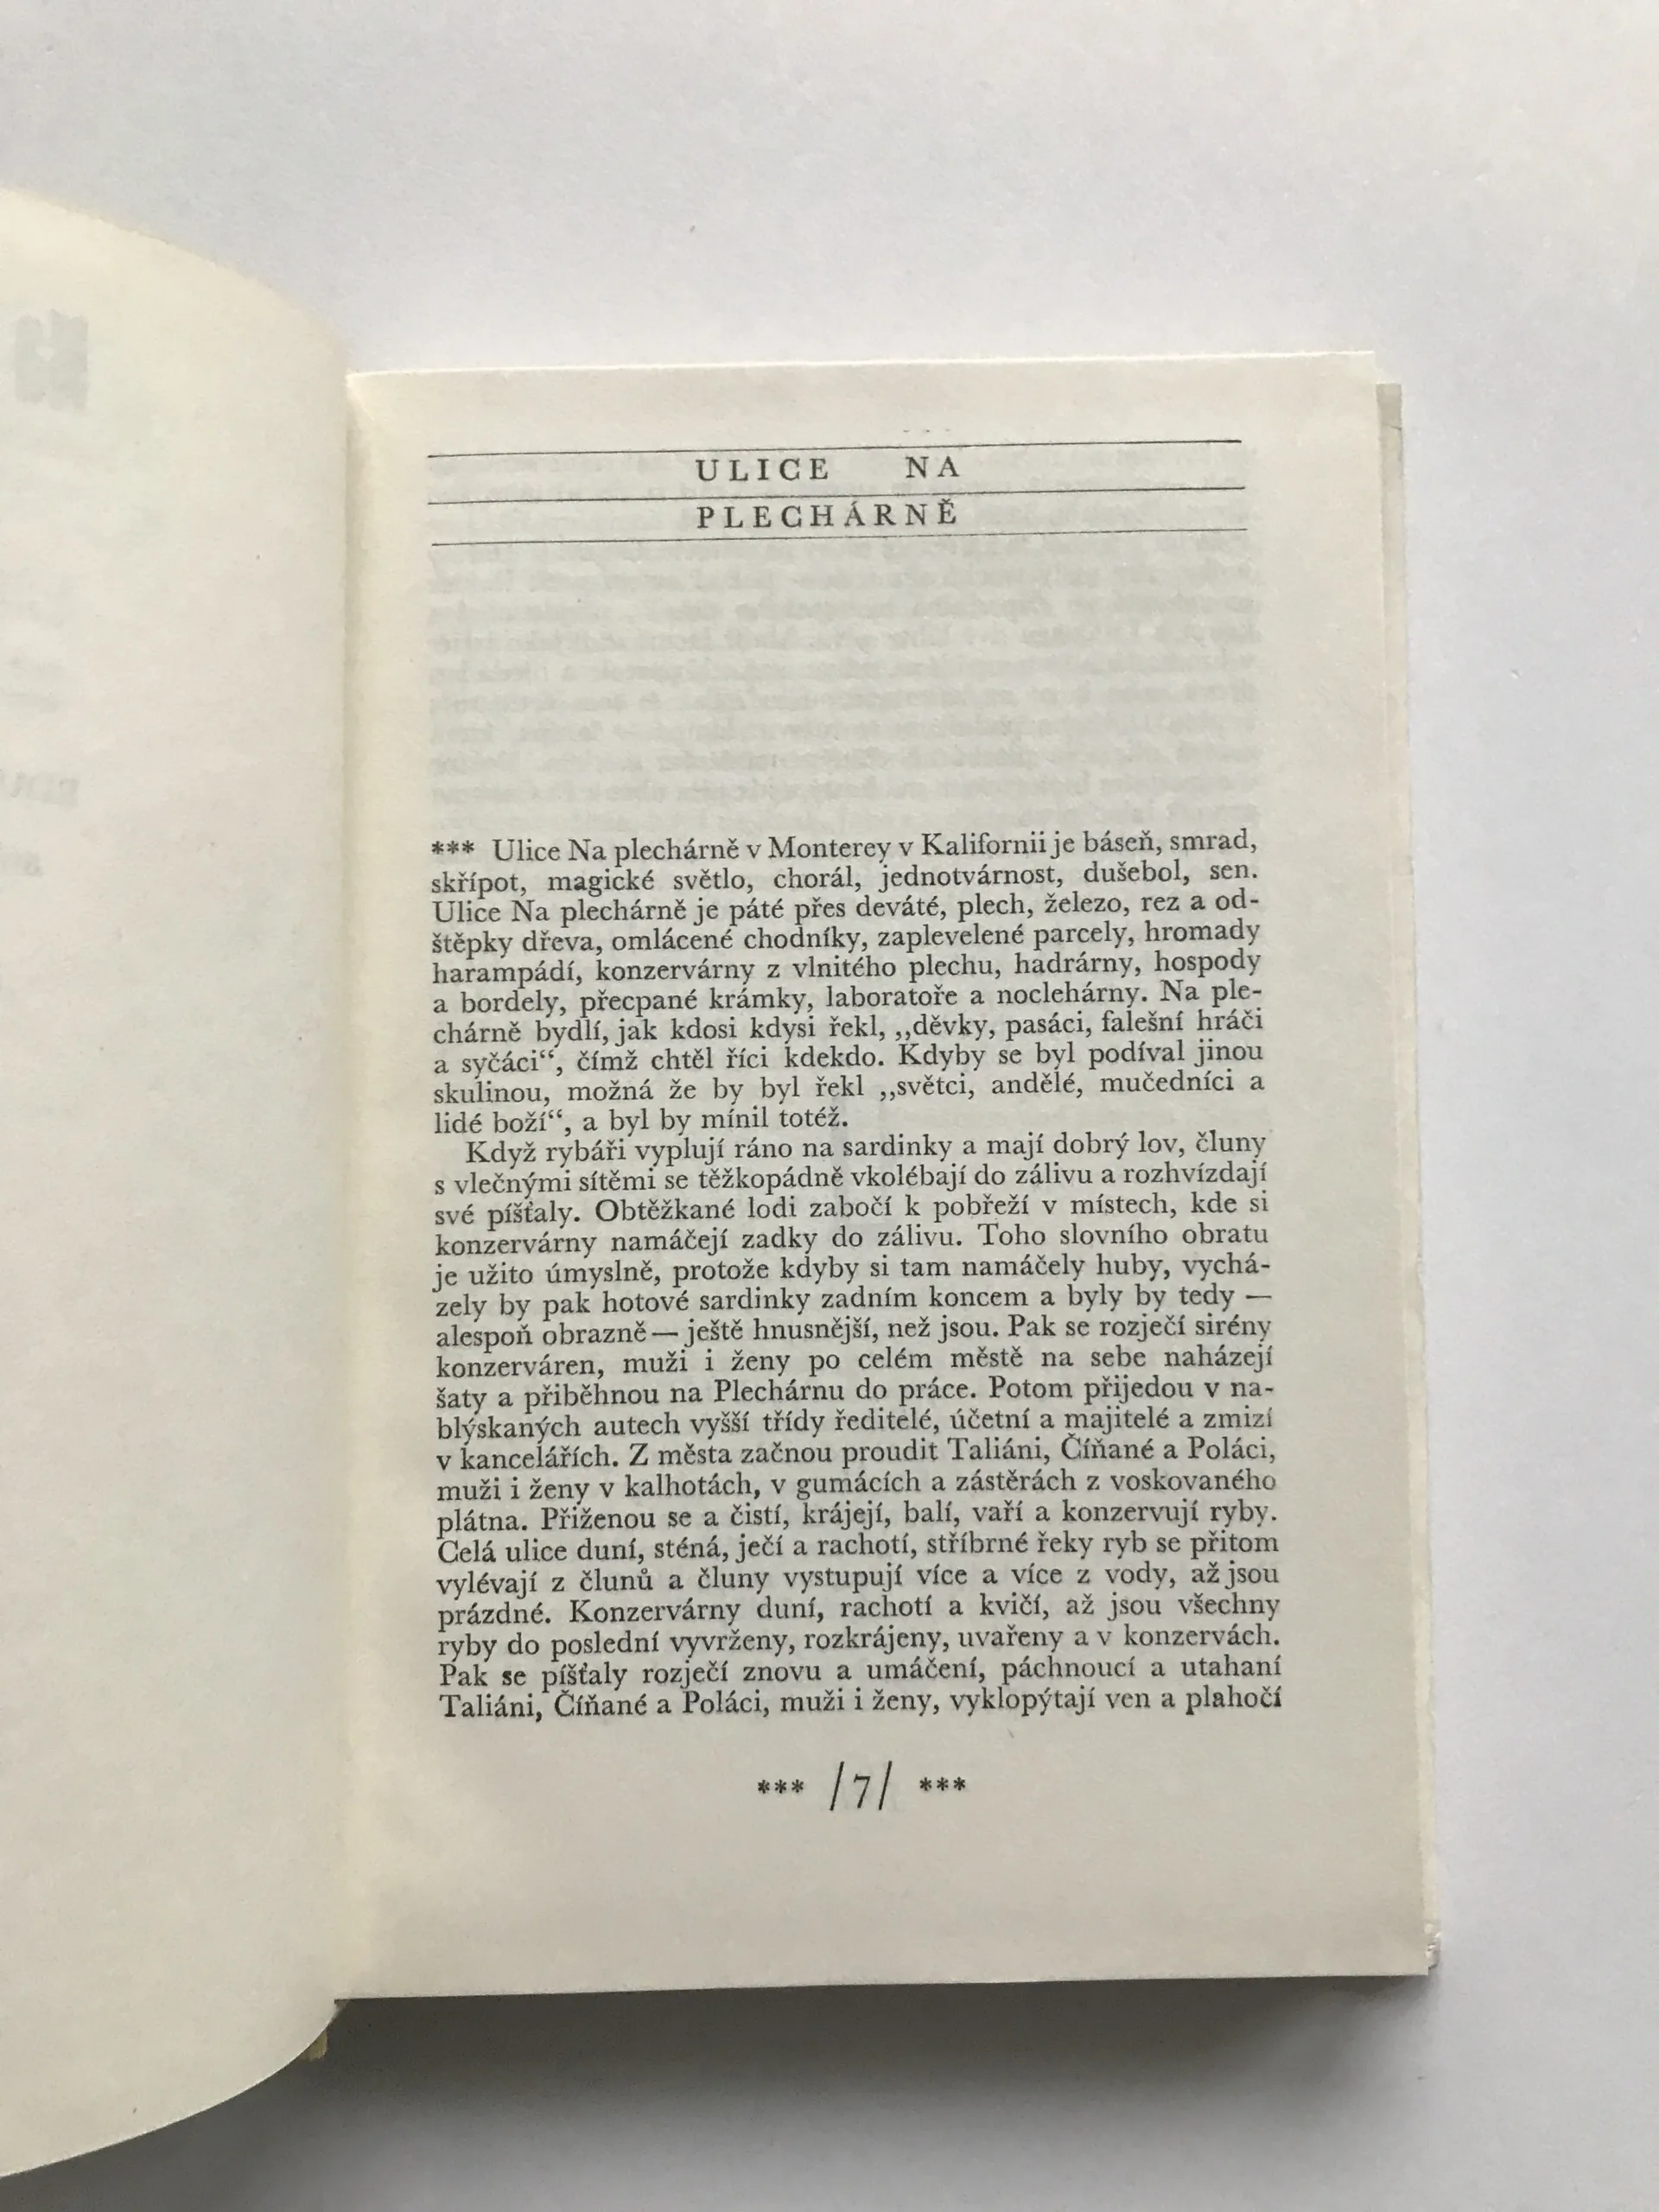 ULICE NA
PLECHÁRNĚ
*** Ulice Na plechárně v Monterey v Kalifornii je báseň, smrad,
skřípot, magické světlo, chorál, jednotvárnost, dušebol, sen.
Ulice Na plechárně je páté přes deváté, plech, železo, rez a od-
štěpky dřeva, omlácené chodníky, zaplevelené parcely, hromady
harampádí, konzervárny z vlnitého plechu, hadrárny, hospody
a bordely, přecpané krámky, laboratoře a noclehárny. Na ple-
chárně bydlí, jak kdosi kdysi řekl, „děvky, pasáci, falešní hráči
a syčáci“, čímž chtěl říci kdekdo. Kdyby se byl podíval jinou
skulinou, možná že by byl řekl „světci, andělé, mučedníci a
lidé boží“, a byl by mínil totéž.
Když rybáři vyplují ráno na sardinky a mají dobrý lov, čluny
s vlečnými sítěmi se těžkopádně vkolébají do zálivu a rozhvízdají
své píšťaly. Obtěžkané lodi zabočí k pobřeží v místech, kde si
konzervárny namáčejí zadky do zálivu. Toho slovního obratu
je užito úmyslně, protože kdyby si tam namáčely huby, vychá-
zely by pak hotové sardinky zadním koncem a byly by tedy —
alespoň obrazně — ještě hnusnější, než jsou. Pak se rozječí sirény
konzerváren, muži i ženy po celém městě na sebe naházejí
šaty a přiběhnou na Plechárnu do práce. Potom přijedou v na-
blýskaných autech vyšší třídy ředitelé, účetní a majitelé a zmizí
v kancelářích. Z města začnou proudit Taliáni, Číňané a Poláci,
muži i ženy v kalhotách, v gumácích a zástěrách z voskovaného
plátna. Přiženou se a čistí, krájejí, balí, vaří a konzervují ryby.
Celá ulice duní, sténá, ječí a rachotí, stříbrné řeky ryb se přitom
vylévají z člunů a čluny vystupují více a více z vody, až jsou
prázdné. Konzervárny duní, rachotí a kvičí, až jsou všechny
ryby do poslední vyvrženy, rozkrájeny, uvařeny a v konzervách.
Pak se píšťaly rozječí znovu a umáčení, páchnoucí a utahaní
Taliáni, Číňané a Poláci, muži i ženy, vyklopýtají ven a plahočí
*** /7/ ***